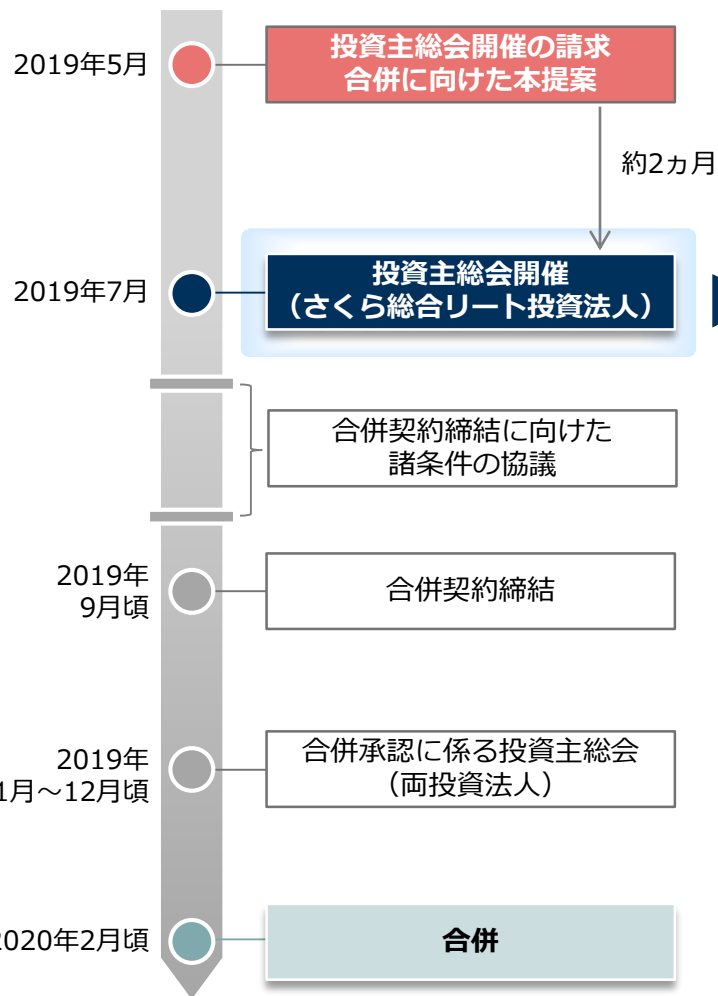 2019年5月
投資主総会開催の請求
合併に向けた本提案
約2ヵ月
2019年7月
投資主総会開催
（さくら総合リート投資法人）
合併契約締結に向けた
諸条件の協議
2019年
9月頃
合併契約締結
2019年
1月～12月頃
合併承認に係る投資主総会
（両投資法人）
2020年2月頃
合併